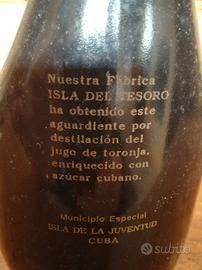 Nuestra Fábrica
ISLA DEL TESORO
ha obtenido este
aguardiente por
destilación del
jugo de toronja,
enriquecido con
azúcar cubano.
Municipio Especial
ISLA DE LA JUVENTUD
CUBA
subito